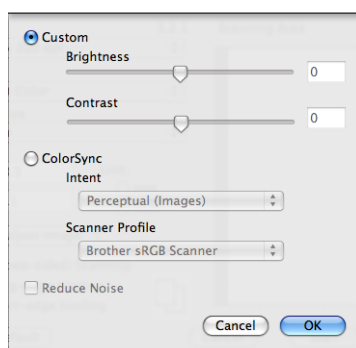 Custom
Brightness
0
Contrast
0
ColorSync
Intent
Perceptual (Images)
Scanner Profile
Brother sRGB Scanner
Reduce Noise
Cancel OK